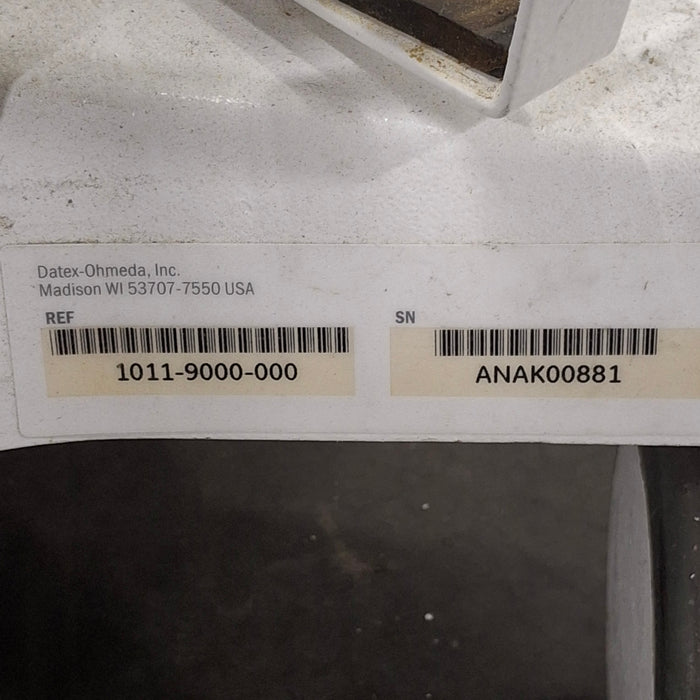 Datex-Ohmeda, Inc.
Madison WI 53707-7550 USA
REF
1011-9000-000
SN
ANAK00881